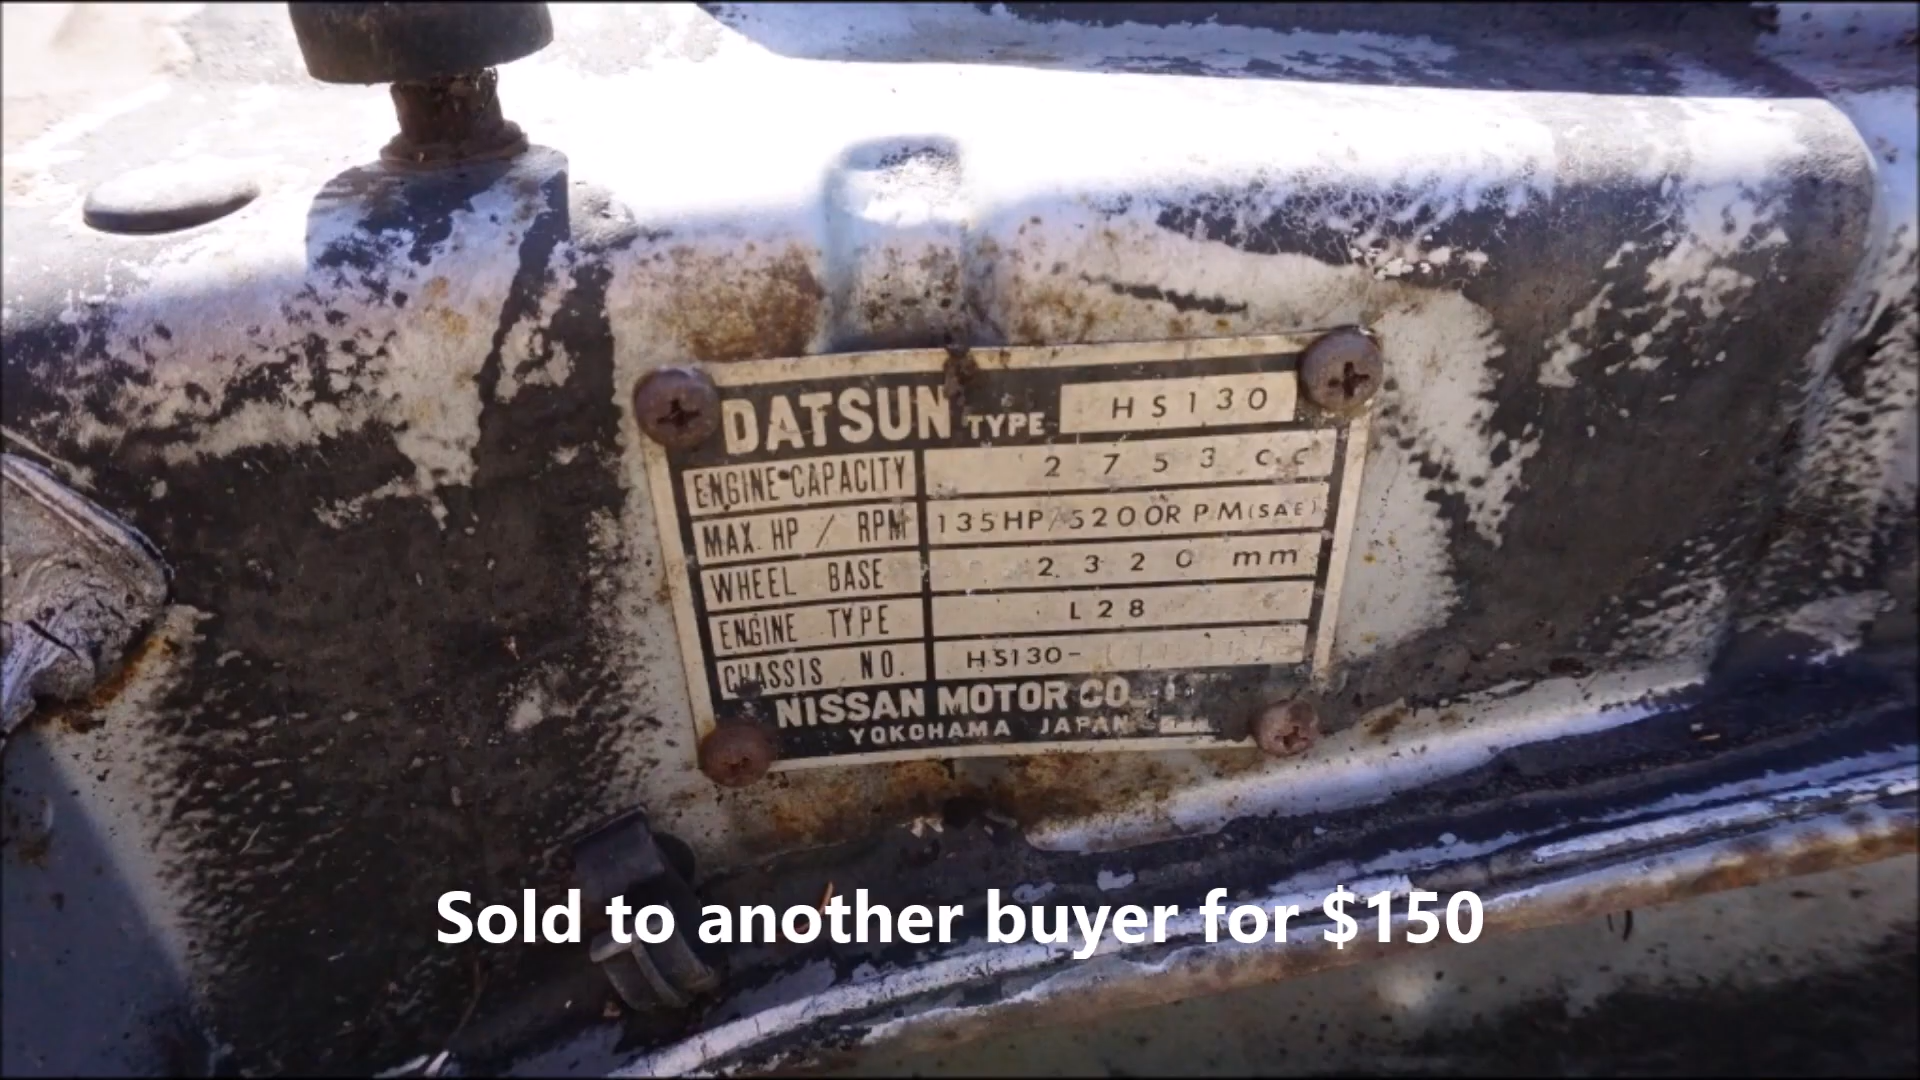 DATSUN TYPE HS130
ENGINE CAPACITY 2753 cc
MAX. HP / RPM 135HP/5200RPM(SAE)
WHEEL BASE 2320 mm
ENGINE TYPE L28
CHASSIS NO. HS130-
NISSAN MOTOR CO
YOKOHAMA JAPAN
Sold to another buyer for $150